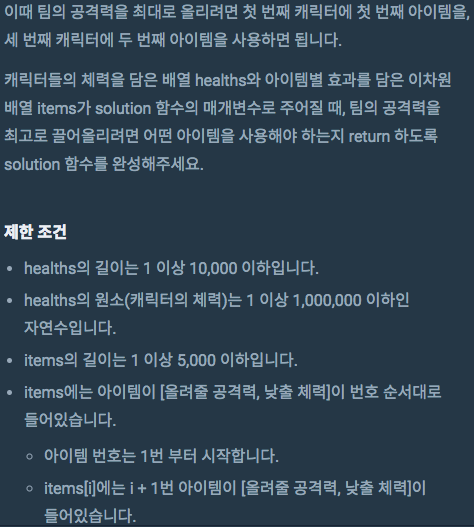 이때 팀의 공격력을 최대로 올리려면 첫 번째 캐릭터에 첫 번째 아이템을,
세 번째 캐릭터에 두 번째 아이템을 사용하면 됩니다.
캐릭터들의 체력을 담은 배열 healths와 아이템별 효과를 담은 이차원
배열 items가 solution 함수의 매개변수로 주어질 때, 팀의 공격력을
최고로 끌어올리려면 어떤 아이템을 사용해야 하는지 return 하도록
solution 함수를 완성해주세요.
제한 조건
• healths의 길이는 1 이상 10,000 이하입니다.
• healths의 원소(캐릭터의 체력)는 1 이상 1,000,000 이하인
자연수입니다.
• items의 길이는 1 이상 5,000 이하입니다.
• items에는 아이템이 [올려줄 공격력, 낮출 체력]이 번호 순서대로
들어있습니다.
◦ 아이템 번호는 1번 부터 시작합니다.
◦ items[i]에는 i + 1번 아이템이 [올려줄 공격력, 낮출 체력]이
들어있습니다.